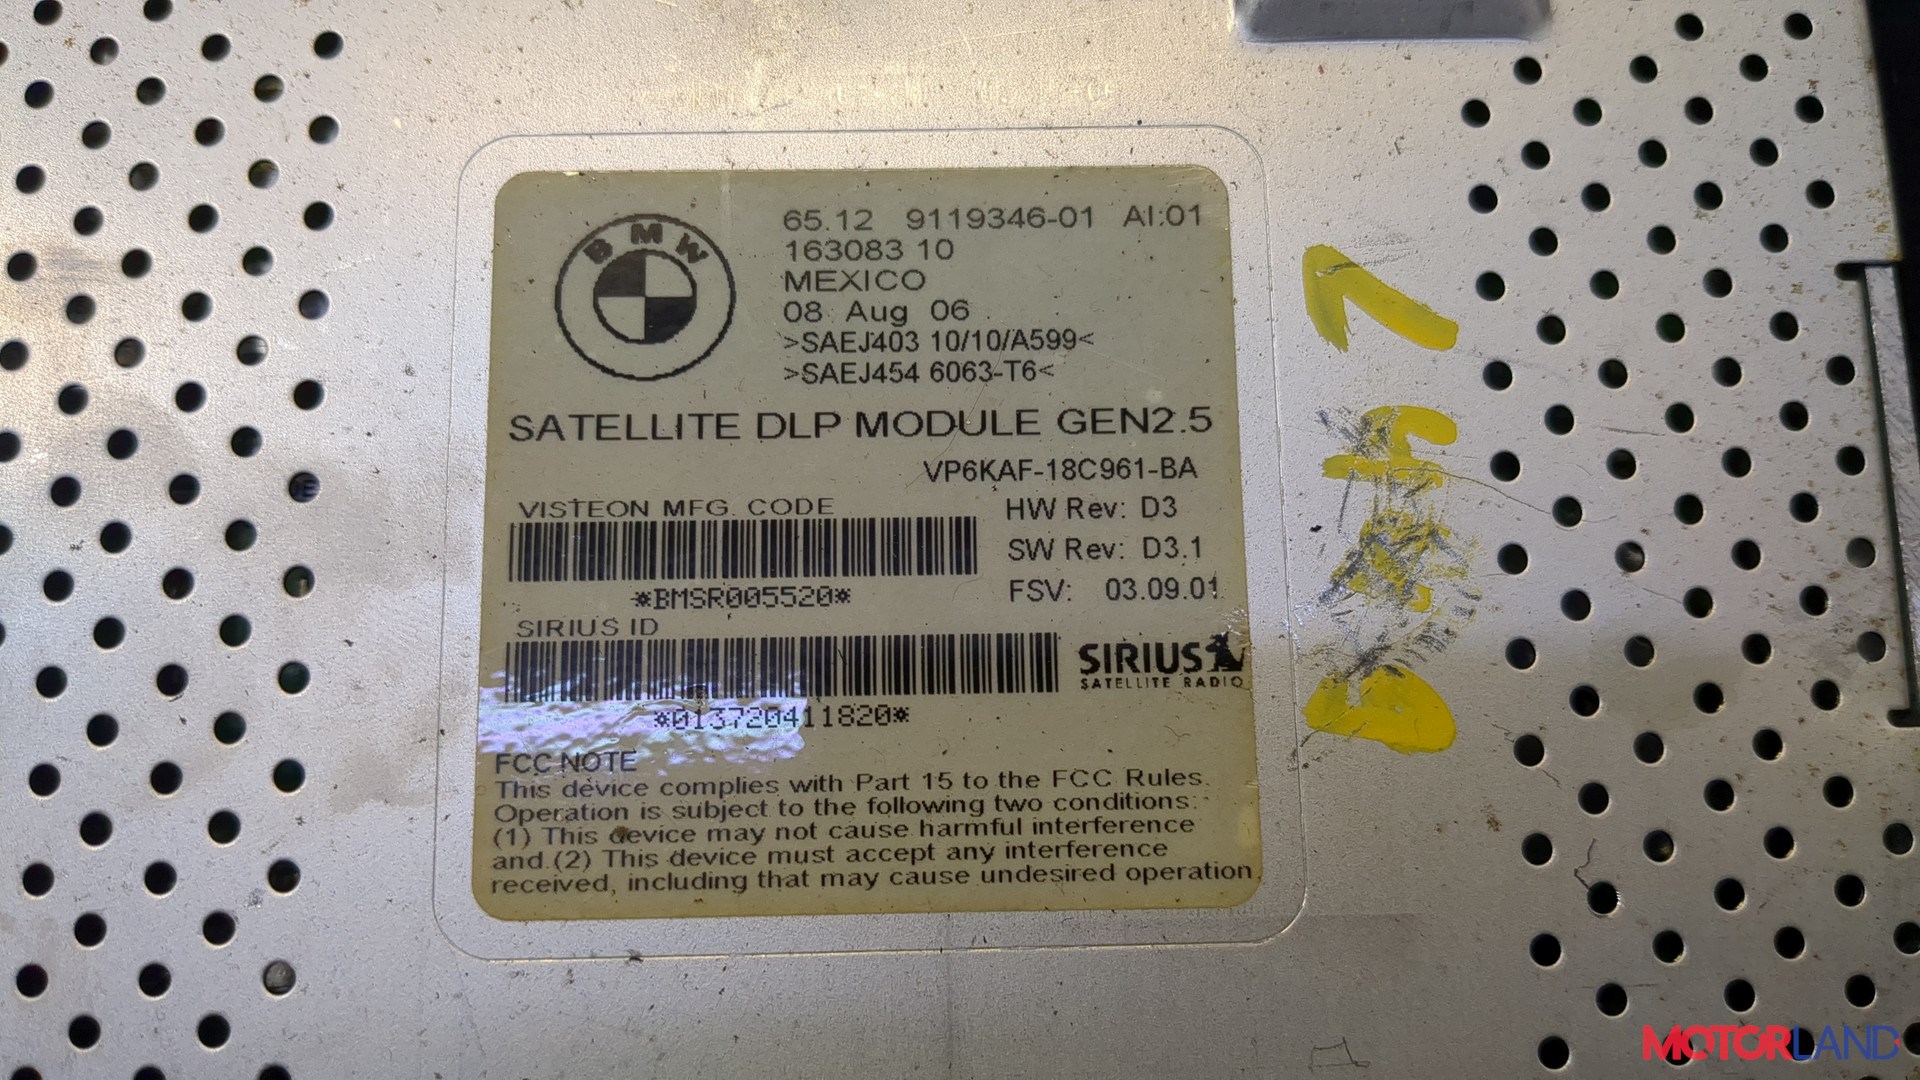 BMW
65.12 9119346-01 AI:01
163083 10
MEXICO
08 Aug 06
>SAEJ403 10/10/A599<
>SAEJ454 6063-T6<
SATELLITE DLP MODULE GEN2.5
VP6KAF-18C961-BA
VISTEON MFG. CODE
HW Rev: D3
SW Rev: D3.1
*BMSR005520*
FSV: 03.09.01
SIRIUS ID
SIRIUS
SATELLITE RADIO
*013720411820*
FCC NOTE
This device complies with Part 15 to the FCC Rules.
Operation is subject to the following two conditions:
(1) This device may not cause harmful interference
and (2) This device must accept any interference
received, including that may cause undesired operation.
MOTORLAND